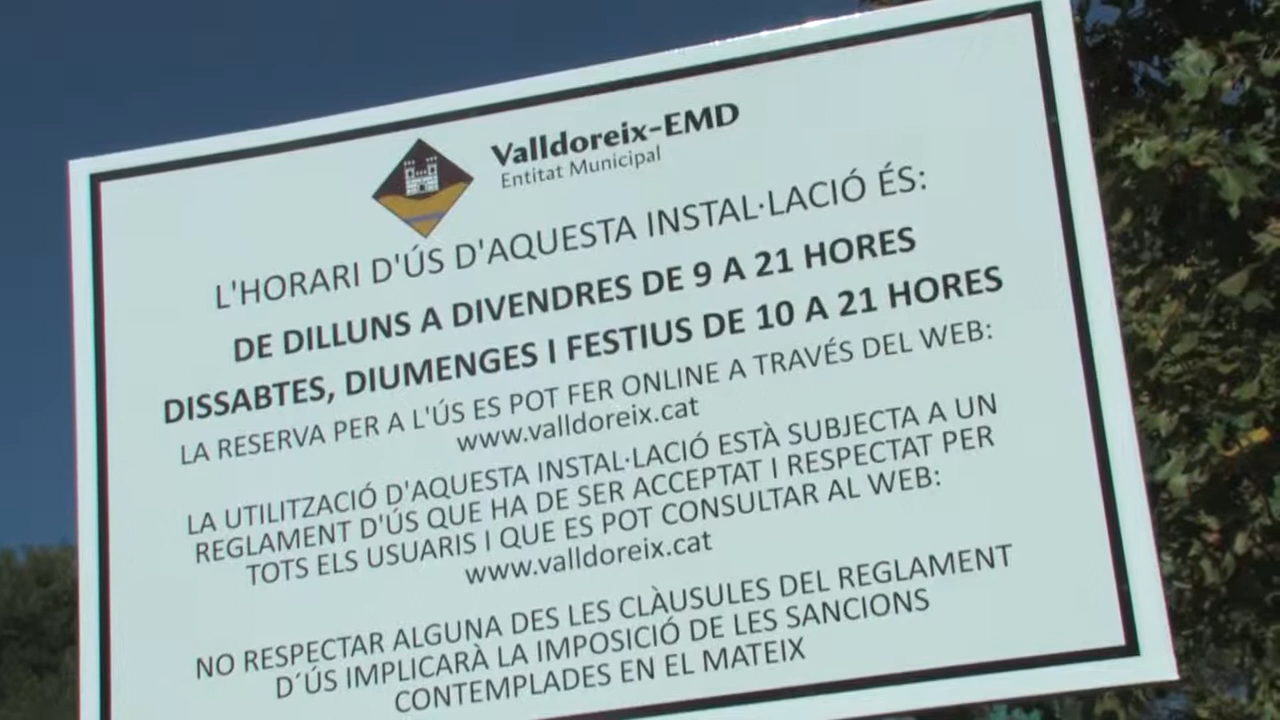 Valldoreix-EMD
Entitat Municipal
L'HORARI D'ÚS D'AQUESTA INSTAL·LACIÓ ÉS:
DE DILLUNS A DIVENDRES DE 9 A 21 HORES
DISSABTES, DIUMENGES I FESTIUS DE 10 A 21 HORES
LA RESERVA PER A L'ÚS ES POT FER ONLINE A TRAVÉS DEL WEB:
www.valldoreix.cat
LA UTILITZACIÓ D'AQUESTA INSTAL·LACIÓ ESTÀ SUBJECTA A UN
REGLAMENT D'ÚS QUE HA DE SER ACCEPTAT I RESPECTAT PER
TOTS ELS USUARIS I QUE ES POT CONSULTAR AL WEB:
www.valldoreix.cat
NO RESPECTAR ALGUNA DES LES CLÀUSULES DEL REGLAMENT
D´ÚS IMPLICARÀ LA IMPOSICIÓ DE LES SANCIONS
CONTEMPLADES EN EL MATEIX